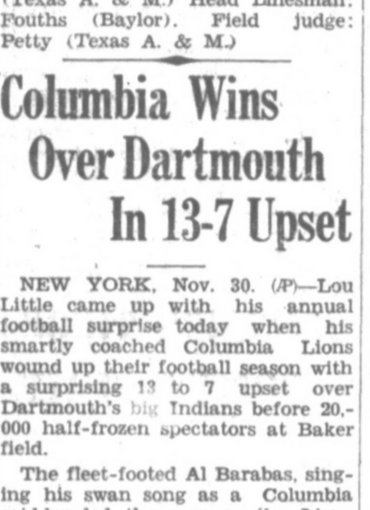 (Texas A. & M.) Head Linesman:
Fouths (Baylor). Field judge:
Petty (Texas A. & M.)
Columbia Wins
Over Dartmouth
In 13-7 Upset
NEW YORK, Nov. 30. (AP)—Lou
Little came up with his annual
football surprise today when his
smartly coached Columbia Lions
wound up their football season with
a surprising 13 to 7 upset over
Dartmouth's big Indians before 20,-
000 half-frozen spectators at Baker
field.
The fleet-footed Al Barabas, sing-
ing his swan song as a Columbia